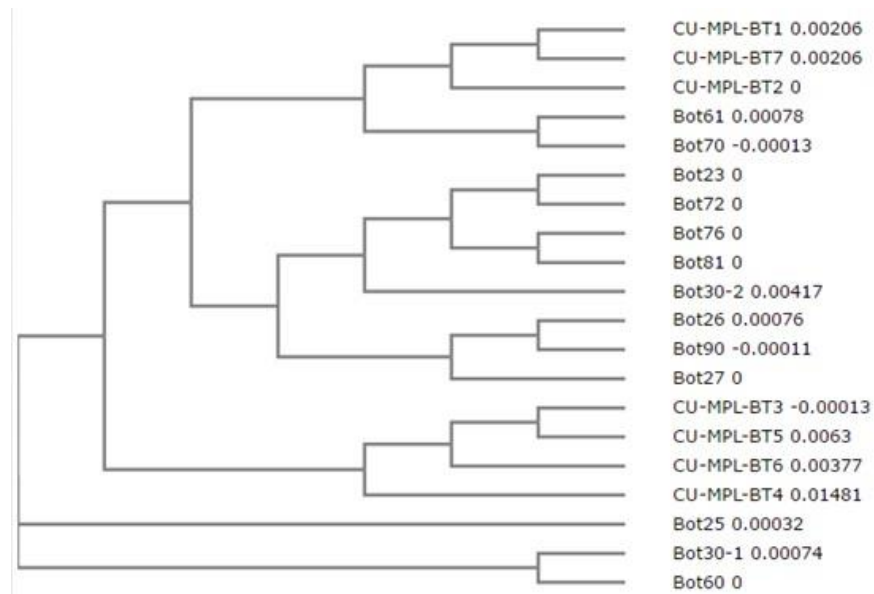 CU-MPL-BT1 0.00206
CU-MPL-BT7 0.00206
CU-MPL-BT2 0
Bot61 0.00078
Bot70 -0.00013
Bot23 0
Bot72 0
Bot76 0
Bot81 0
Bot30-2 0.00417
Bot26 0.00076
Bot90 -0.00011
Bot27 0
CU-MPL-BT3 -0.00013
CU-MPL-BT5 0.0063
CU-MPL-BT6 0.00377
CU-MPL-BT4 0.01481
Bot25 0.00032
Bot30-1 0.00074
Bot60 0